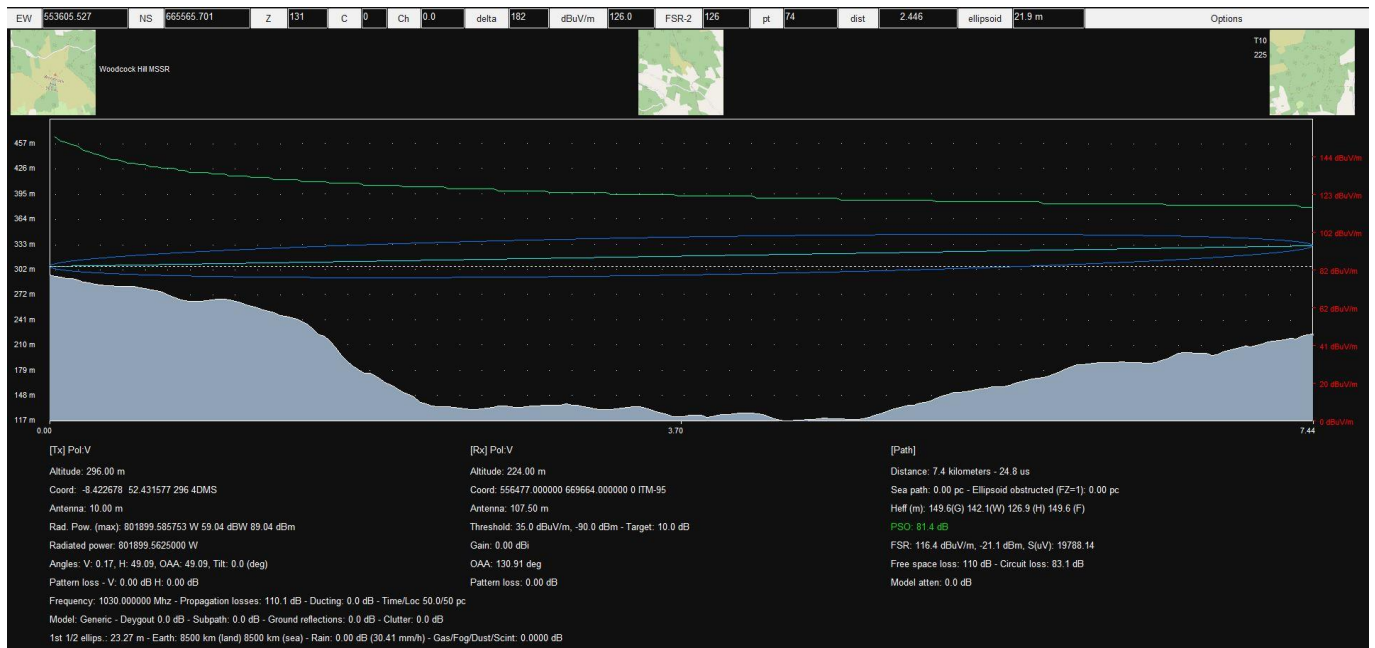 EW 553605.527 NS 665565.701 Z 131 C 0 Ch 0.0 delta 182 dBuV/m 126.0 FSR-2 126 pt 74 dist 2.446 ellipsoid 21.9 m Options
Woodcock Hill MSSR
T10
225
457 m
426 m
395 m
364 m
333 m
302 m
272 m
241 m
210 m
179 m
148 m
117 m
144 dBuV/m
123 dBuV/m
102 dBuV/m
82 dBuV/m
62 dBuV/m
41 dBuV/m
20 dBuV/m
0 dBuV/m
0.00 3.70 7.44
[Tx] Pol:V
Altitude: 296.00 m
Coord: -8.422678 52.431577 296 4DMS
Antenna: 10.00 m
Rad. Pow. (max): 801899.585753 W 59.04 dBW 89.04 dBm
Radiated power: 801899.5625000 W
Angles: V: 0.17, H: 49.09, OAA: 49.09, Tilt: 0.0 (deg)
Pattern loss - V: 0.00 dB H: 0.00 dB
Frequency: 1030.000000 Mhz - Propagation losses: 110.1 dB - Ducting: 0.0 dB - Time/Loc 50.0/50 pc
Model: Generic - Deygout 0.0 dB - Subpath: 0.0 dB - Ground reflections: 0.0 dB - Clutter: 0.0 dB
1st 1/2 ellips.: 23.27 m - Earth: 8500 km (land) 8500 km (sea) - Rain: 0.00 dB (30.41 mm/h) - Gas/Fog/Dust/Scint: 0.0000 dB
[Rx] Pol:V
Altitude: 224.00 m
Coord: 556477.000000 669664.000000 0 ITM-95
Antenna: 107.50 m
Threshold: 35.0 dBuV/m, -90.0 dBm - Target: 10.0 dB
Gain: 0.00 dBi
OAA: 130.91 deg
Pattern loss: 0.00 dB
[Path]
Distance: 7.4 kilometers - 24.8 us
Sea path: 0.00 pc - Ellipsoid obstructed (FZ=1): 0.00 pc
Heff (m): 149.6(G) 142.1(W) 126.9 (H) 149.6 (F)
PSO: 81.4 dB
FSR: 116.4 dBuV/m, -21.1 dBm, S(uV): 19788.14
Free space loss: 110 dB - Circuit loss: 83.1 dB
Model atten: 0.0 dB